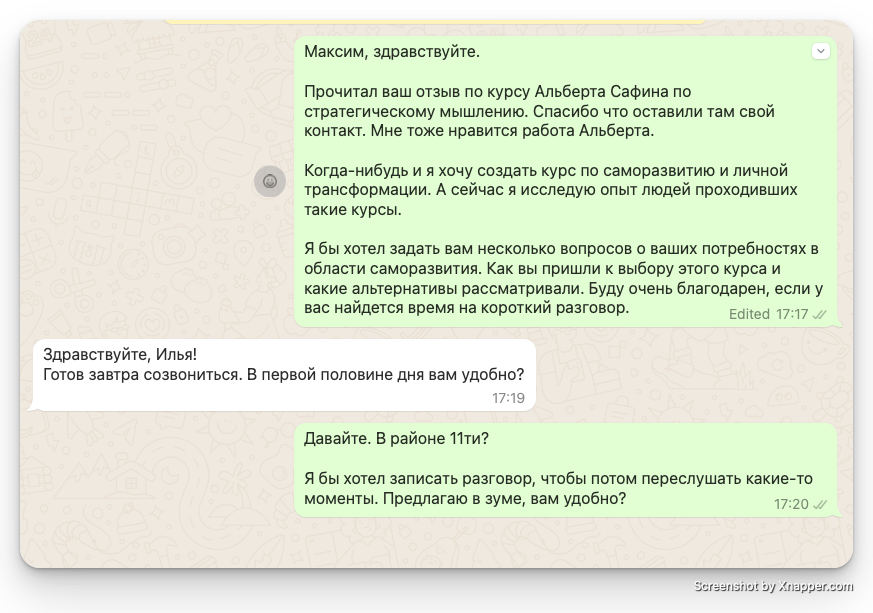 Максим, здравствуйте.
Прочитал ваш отзыв по курсу Альберта Сафина по
стратегическому мышлению. Спасибо что оставили там свой
контакт. Мне тоже нравится работа Альберта.
Когда-нибудь и я хочу создать курс по саморазвитию и личной
трансформации. А сейчас я исследую опыт людей проходивших
такие курсы.
Я бы хотел задать вам несколько вопросов о ваших потребностях в
области саморазвития. Как вы пришли к выбору этого курса и
какие альтернативы рассматривали. Буду очень благодарен, если у
вас найдется время на короткий разговор.
Edited 17:17
Здравствуйте, Илья!
Готов завтра созвониться. В первой половине дня вам удобно?
17:19
Давайте. В районе 11ти?
Я бы хотел записать разговор, чтобы потом переслушать какие-то
моменты. Предлагаю в зуме, вам удобно?
17:20
Screenshot by Xnapper.com